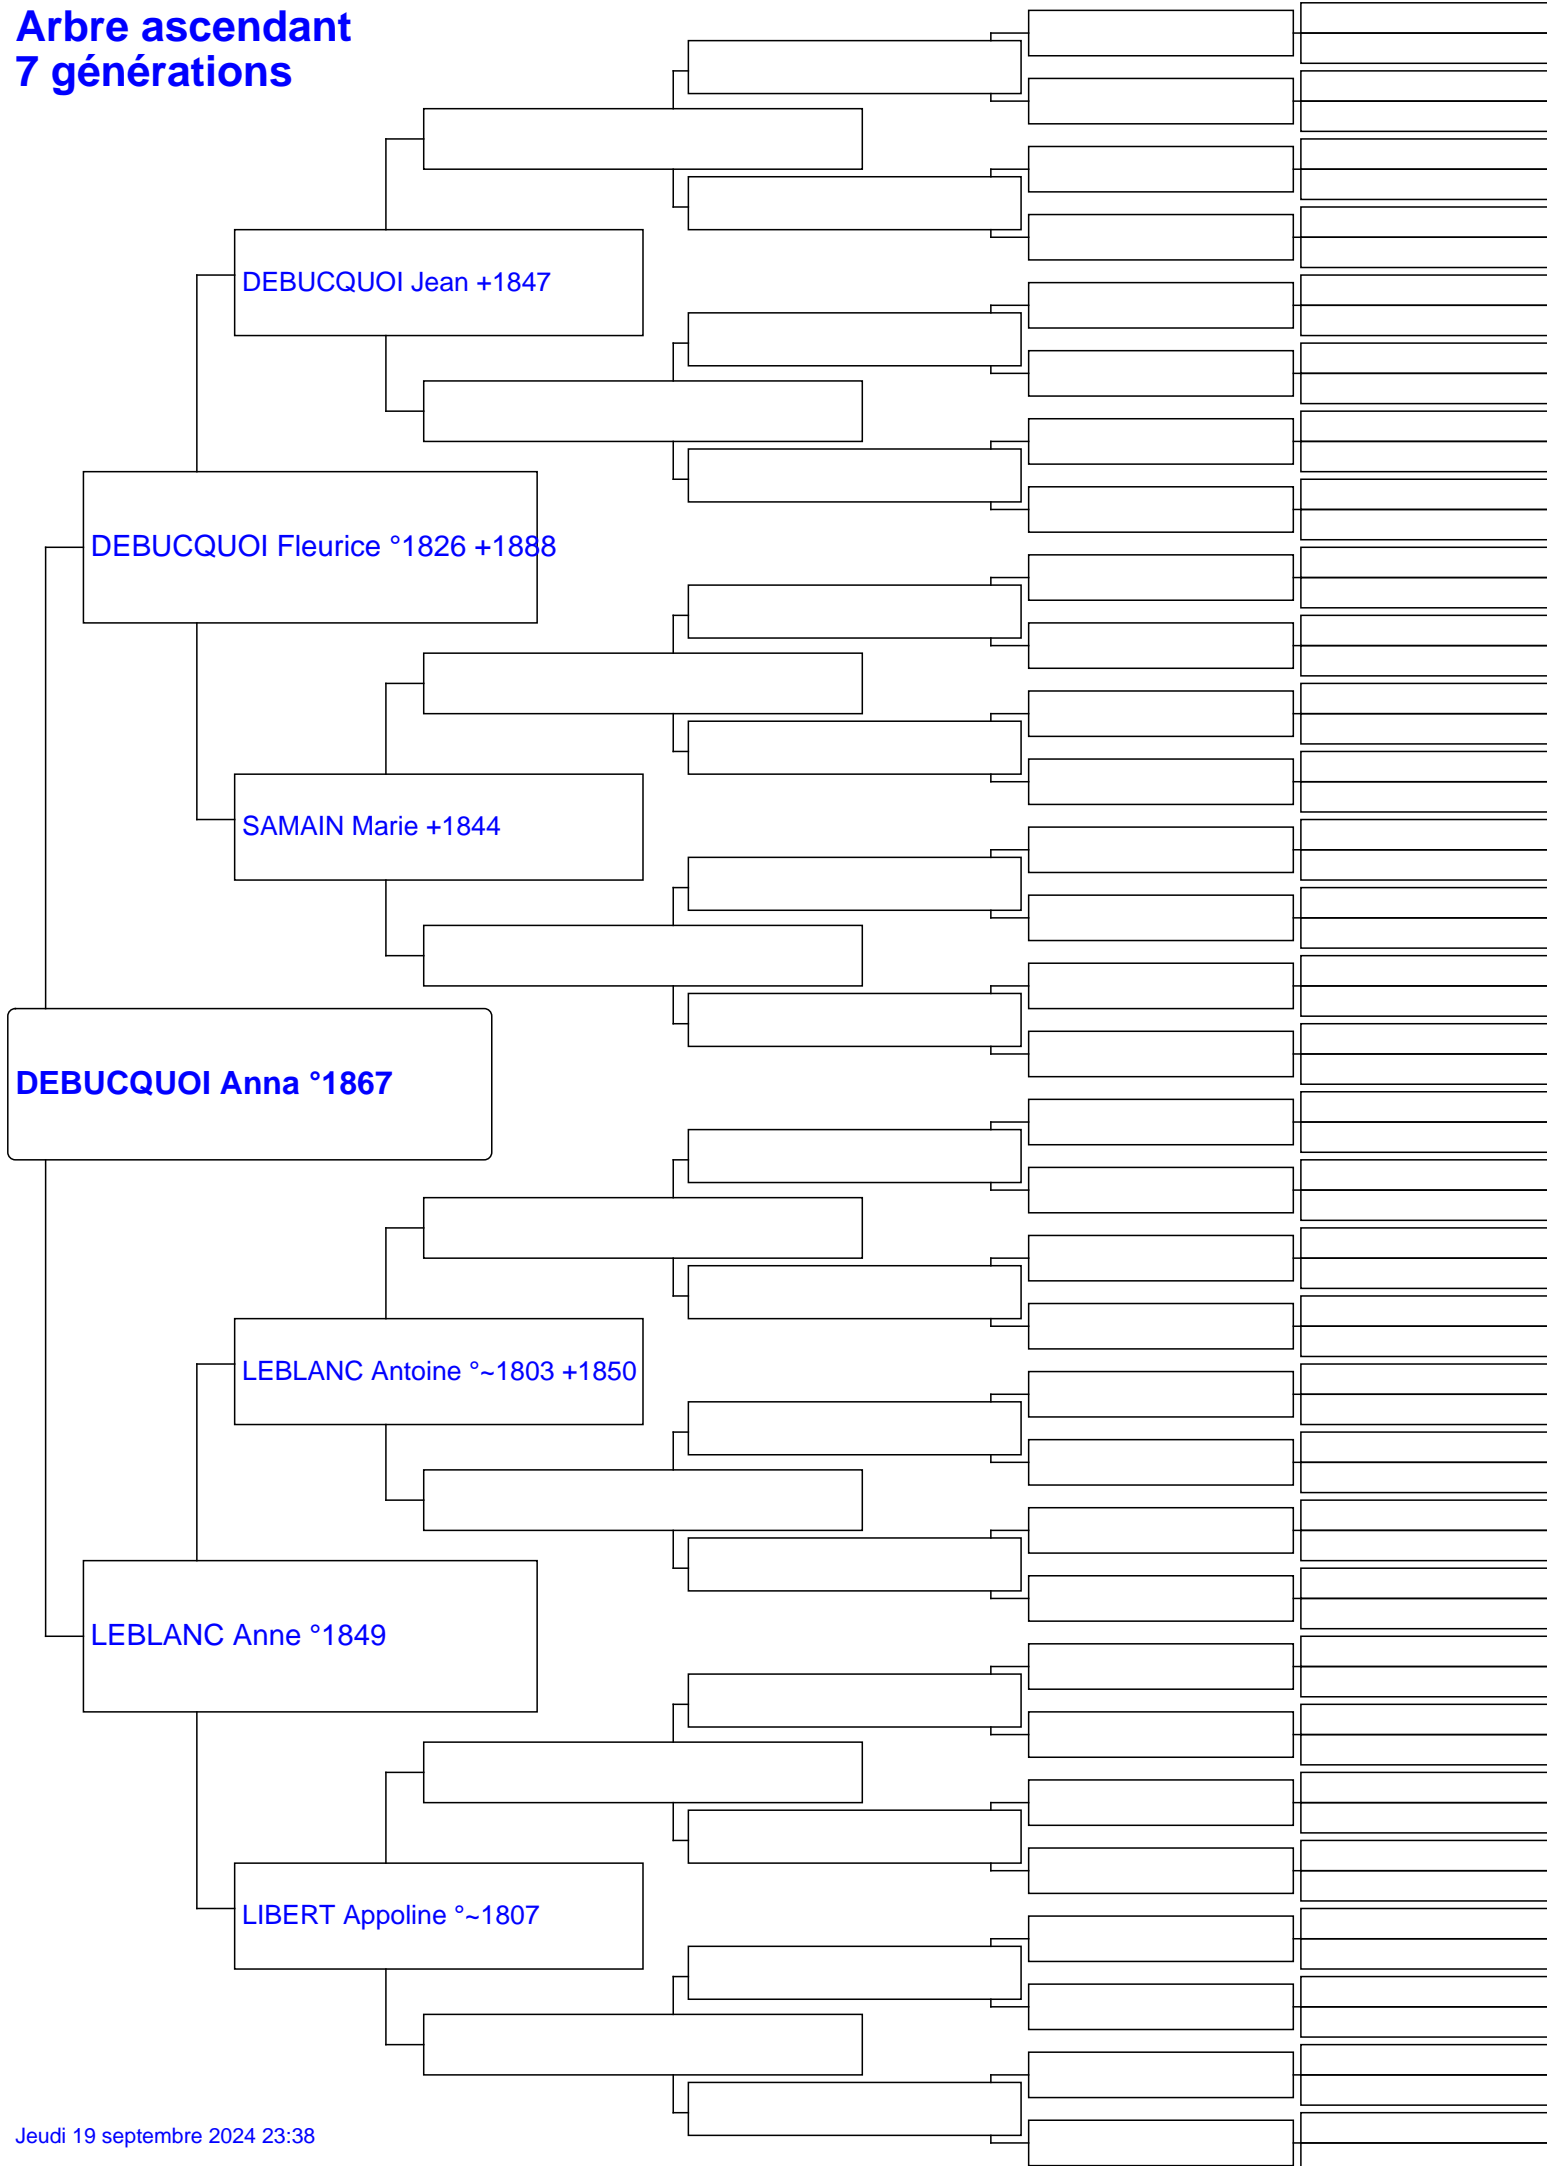 Arbre ascendant
7 générations
DEBUCQUOI Jean +1847
DEBUCQUOI Fleurice °1826 +1888
SAMAIN Marie +1844
DEBUCQUOI Anna °1867
LEBLANC Antoine °~1803 +1850
LEBLANC Anne °1849
LIBERT Appoline °~1807
Jeudi 19 septembre 2024 23:38